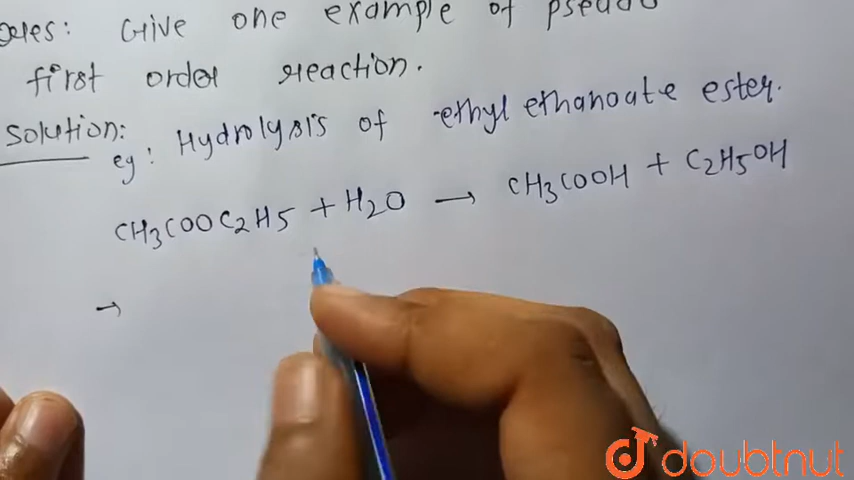 Give one example of pseudo
first order reaction.
Solution:
eg: Hydrolysis of ethyl ethanoate ester.
CH3COOC2H5 + H2O → CH3COOH + C2H5OH
→
doubtnut